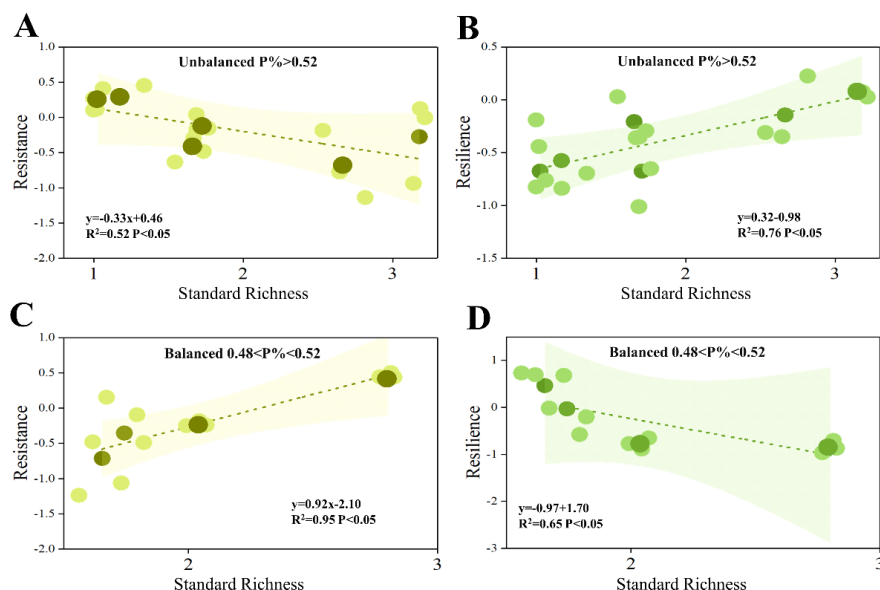 A
Unbalanced P%>0.52
Resistance
1.0
0.5
0.0
-0.5
-1.0
-1.5
-2.0
y=-0.33x+0.46
R²=0.52 P<0.05
1
2
3
Standard Richness
B
Unbalanced P%>0.52
Resilience
0.5
0.0
-0.5
-1.0
-1.5
y=0.32-0.98
R²=0.76 P<0.05
1
2
3
Standard Richness
C
Balanced 0.48<P%<0.52
Resistance
1.0
0.5
0.0
-0.5
-1.0
-1.5
-2.0
y=0.92x-2.10
R²=0.95 P<0.05
2
3
Standard Richness
D
Balanced 0.48<P%<0.52
Resilience
1
0
-1
-2
-3
y=-0.97+1.70
R²=0.65 P<0.05
2
3
Standard Richness